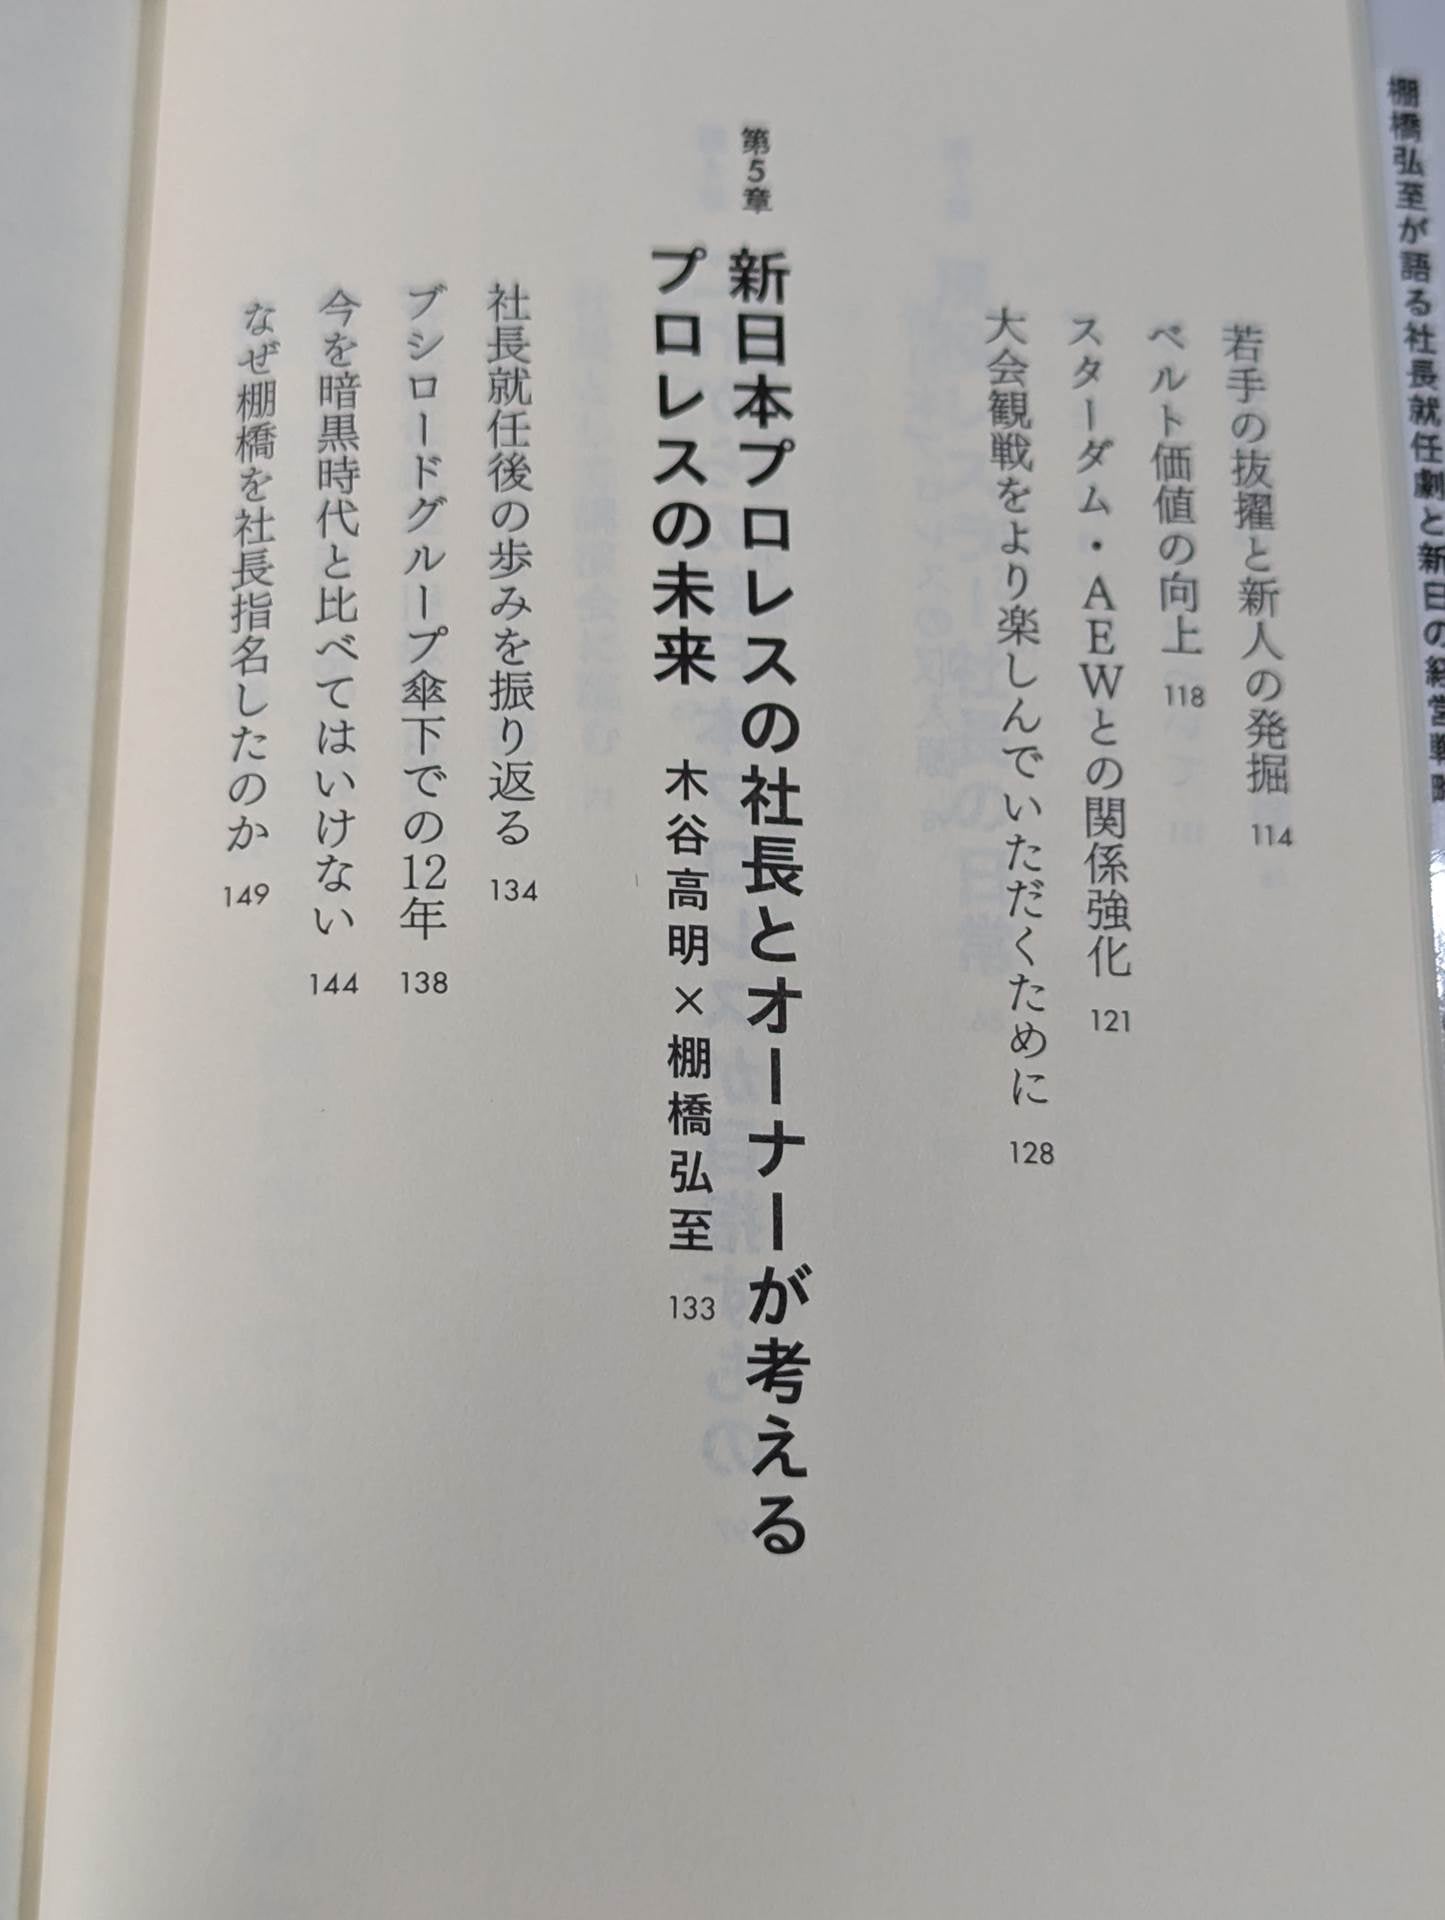 棚橋弘至が語る社長就任劇と新日の経営戦略
若手の抜擢と新人の発掘 114
ベルト価値の向上 118
スターダム・AEWとの関係強化 121
大会観戦をより楽しんでいただくために 128
第5章 新日本プロレスの社長とオーナーが考える
プロレスの未来 木谷高明×棚橋弘至 133
社長就任後の歩みを振り返る 134
ブシロードグループ傘下での12年 138
今を暗黒時代と比べてはいけない 144
なぜ棚橋を社長指名したのか 149